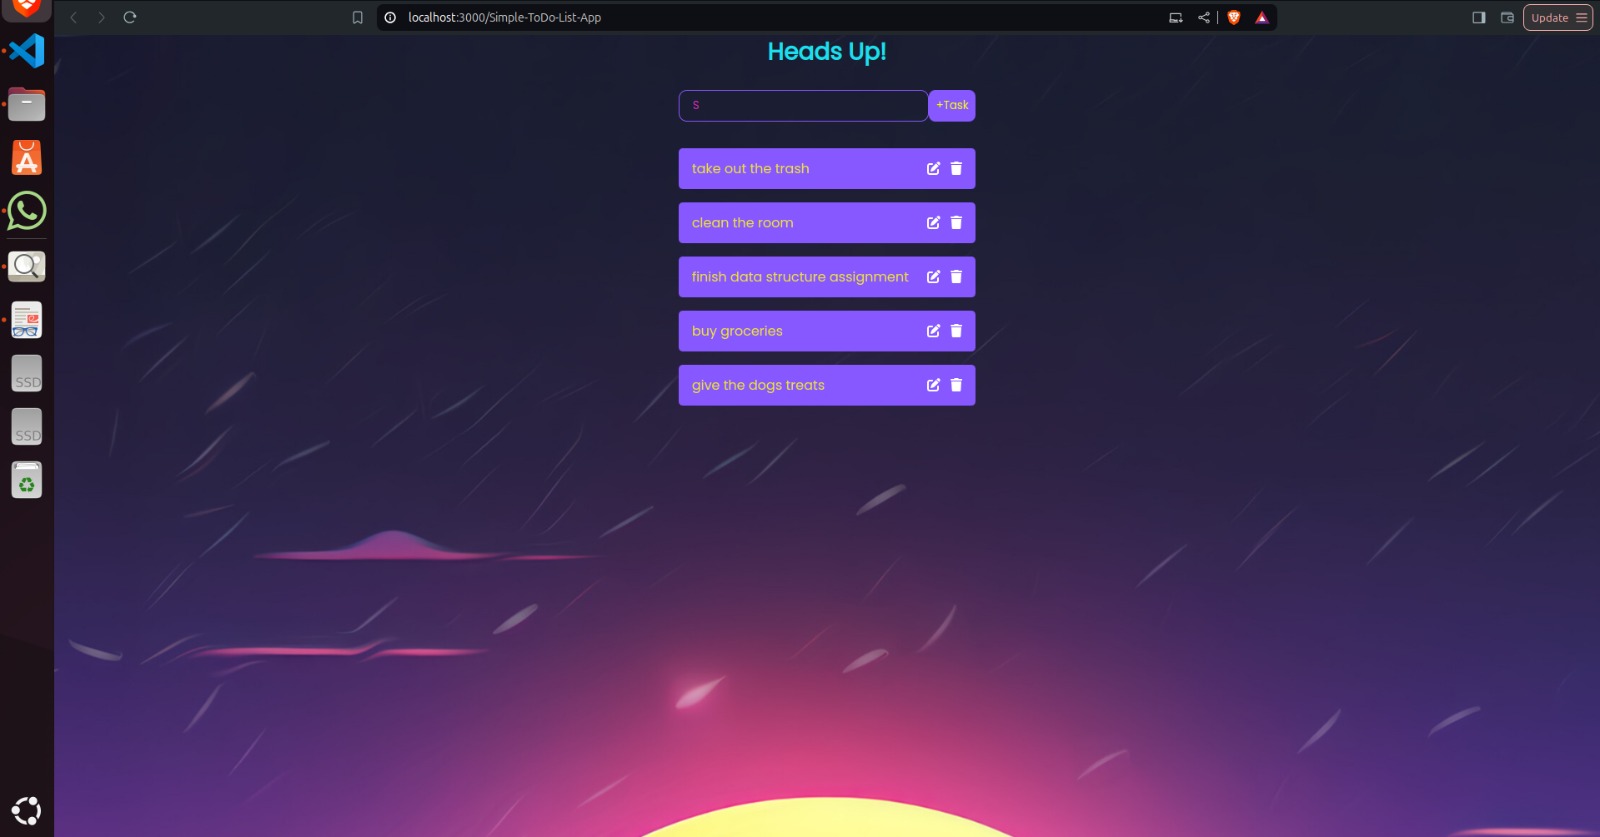 localhost:3000/Simple-ToDo-List-App
Update
Heads Up!
S
+Task
take out the trash
clean the room
finish data structure assignment
buy groceries
give the dogs treats
SSD
SSD